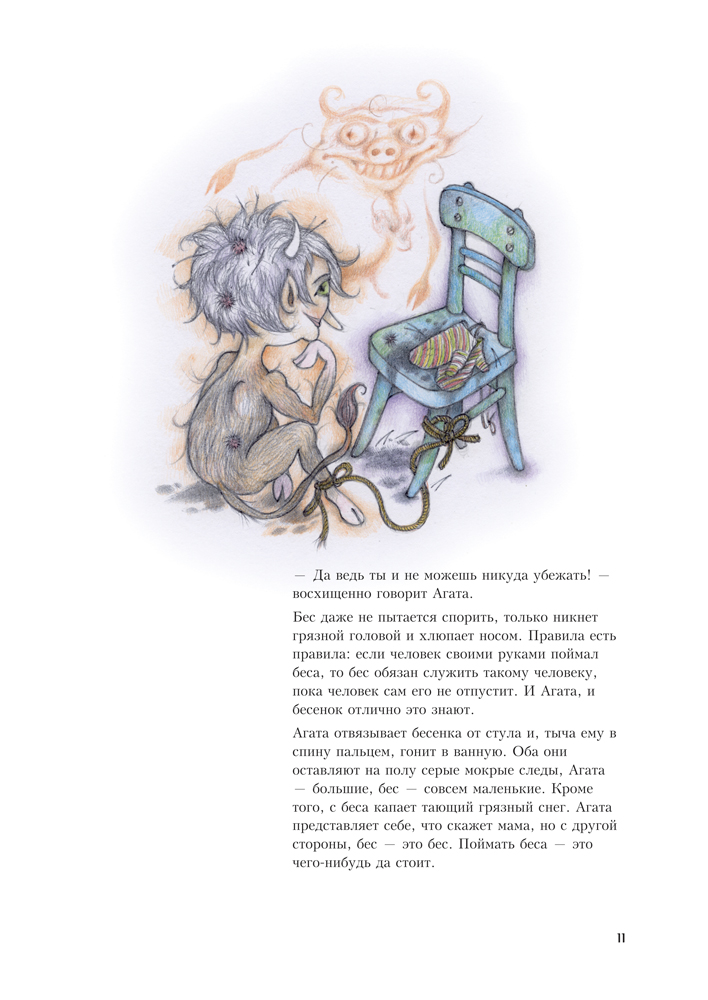 — Да ведь ты и не можешь никуда убежать! —
восхищенно говорит Агата.
Бес даже не пытается спорить, только никнет
грязной головой и хлюпает носом. Правила есть
правила: если человек своими руками поймал
беса, то бес обязан служить такому человеку,
пока человек сам его не отпустит. И Агата, и
бесенок отлично это знают.
Агата отвязывает бесенка от стула и, тыча ему в
спину пальцем, гонит в ванную. Оба они
оставляют на полу серые мокрые следы, Агата
— большие, бес — совсем маленькие. Кроме
того, с беса капает тающий грязный снег. Агата
представляет себе, что скажет мама, но с другой
стороны, бес — это бес. Поймать беса — это
чего-нибудь да стоит.
11